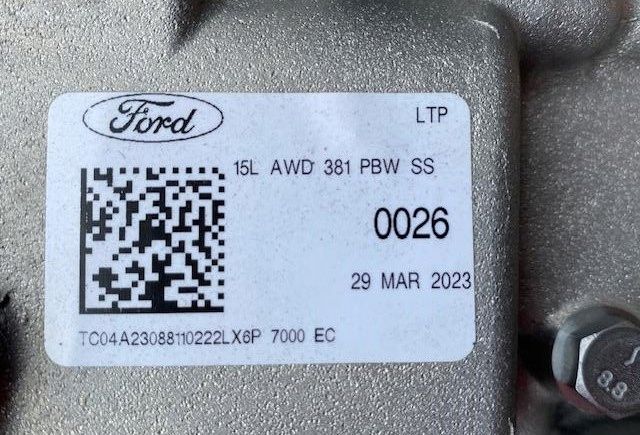 Ford
LTP
15L AWD 381 PBW SS
0026
29 MAR 2023
TC04A23088110222LX6P 7000 EC
8.8